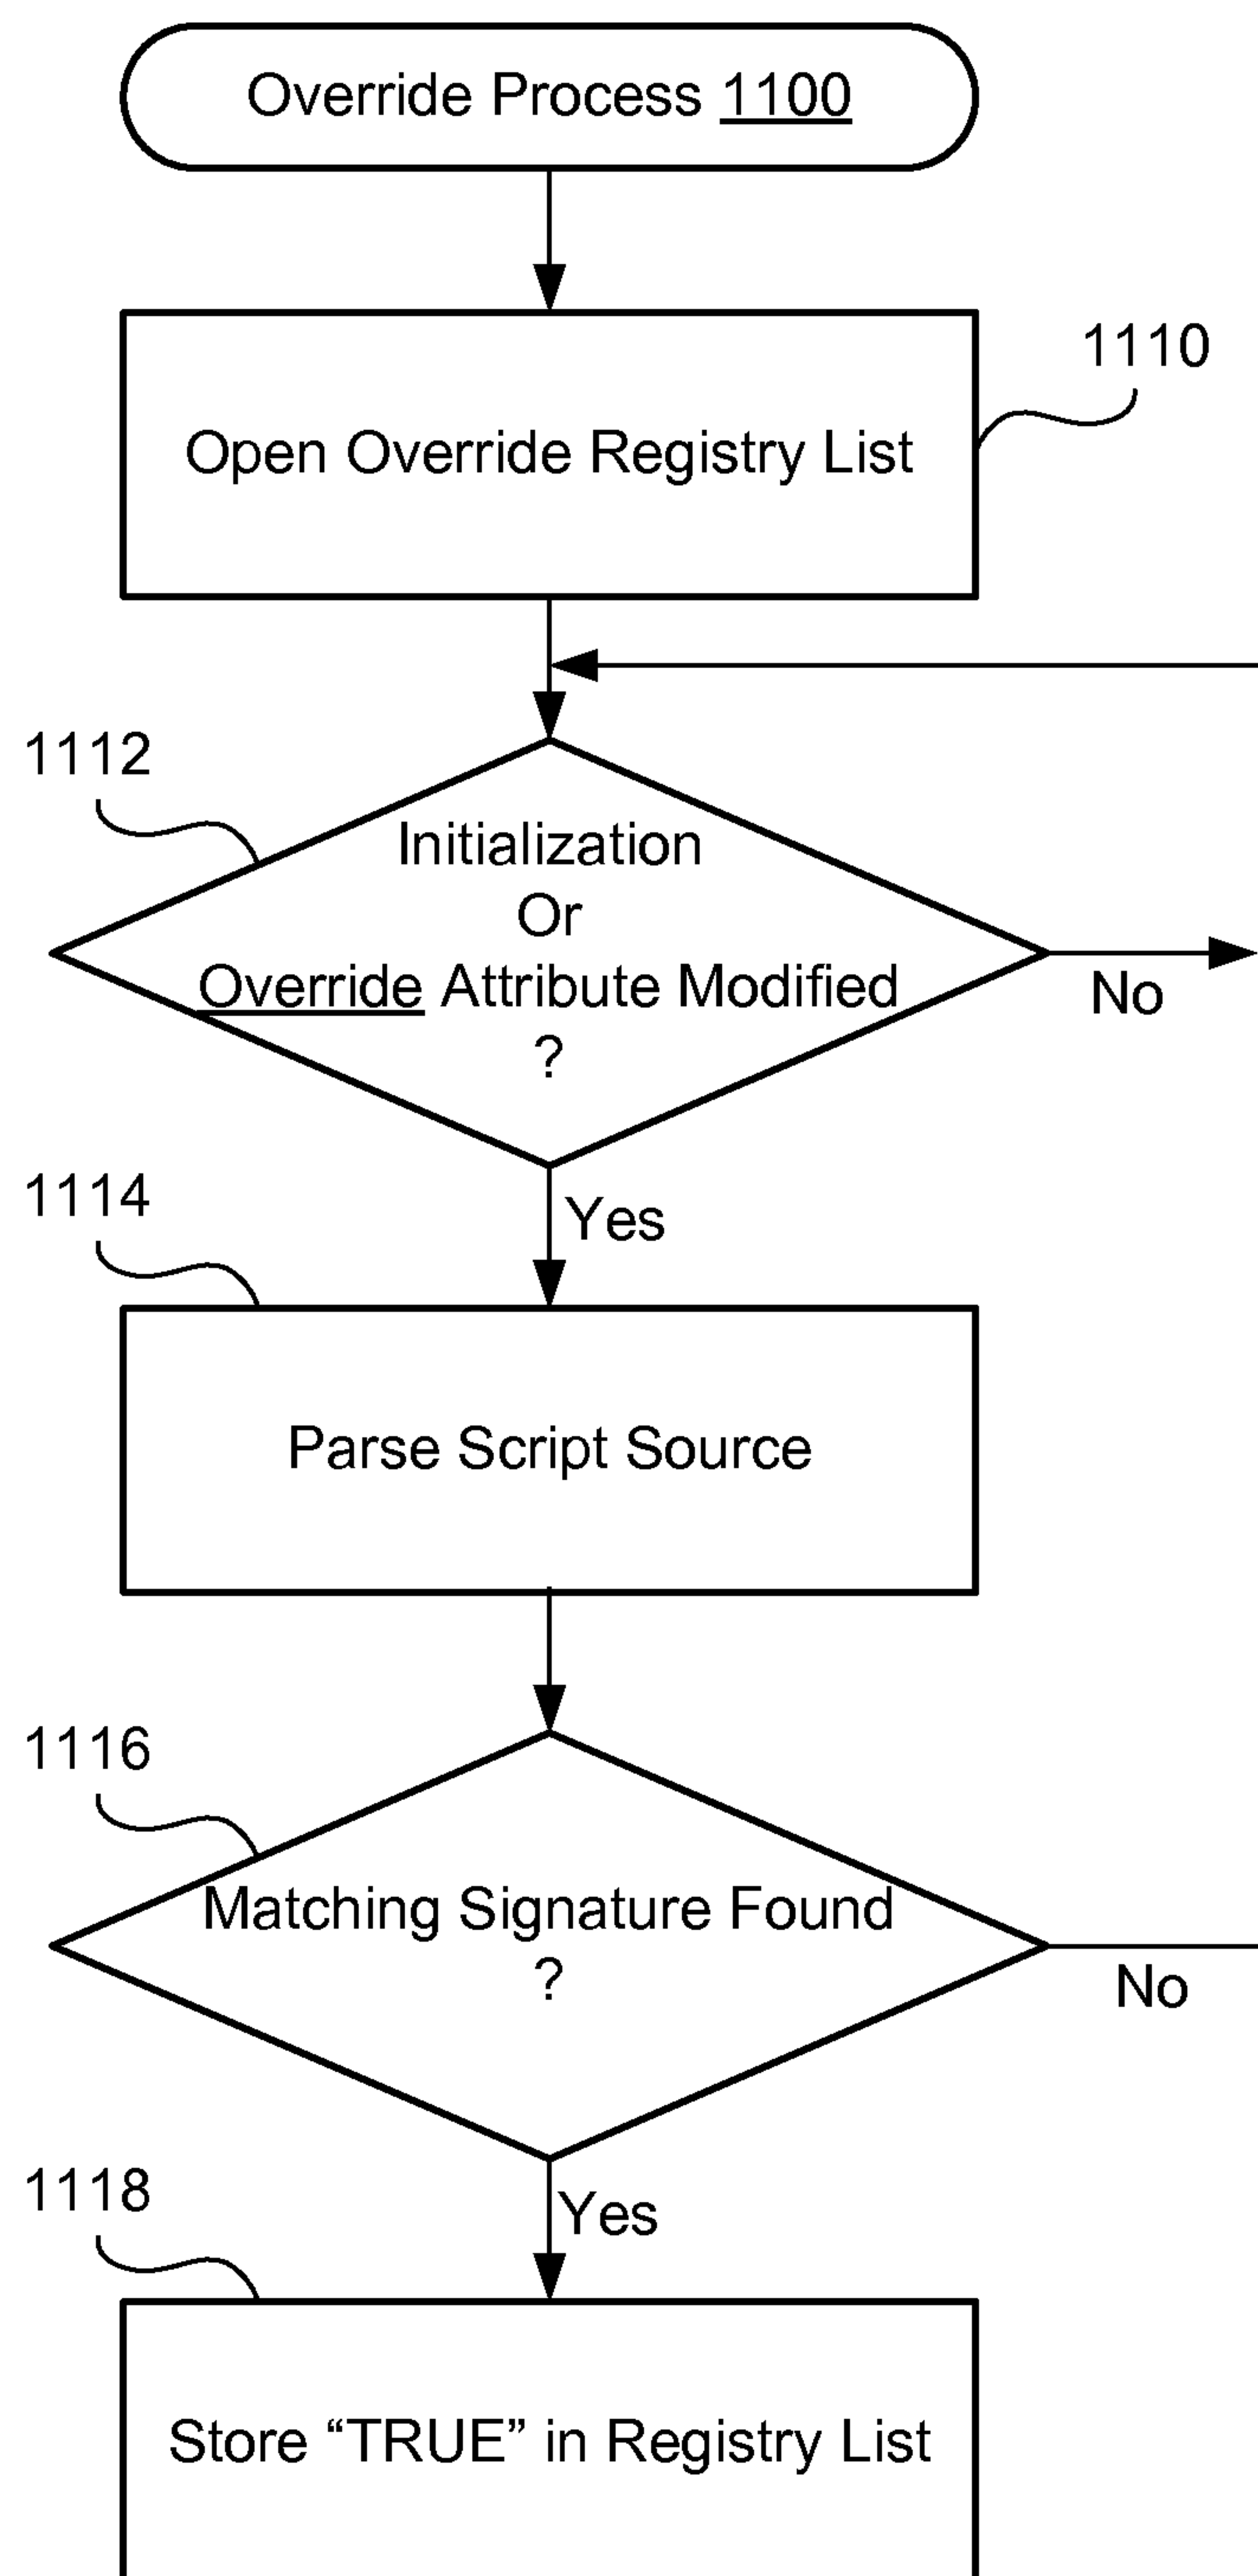 Override Process 1100
1110
Open Override Registry List
1112
Initialization
Or
Override Attribute Modified
?
No
1114
Yes
Parse Script Source
1116
Matching Signature Found
?
No
1118
Yes
Store “TRUE” in Registry List